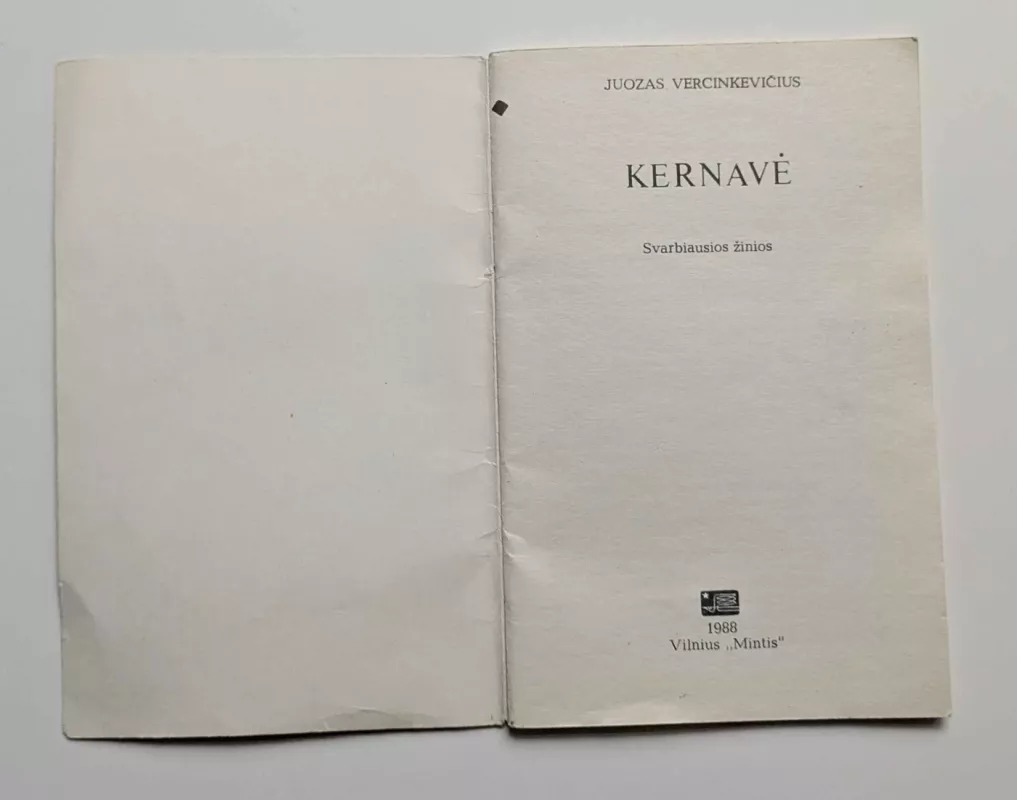 JUOZAS VERCINKEVIČIUS
KERNAVĖ
Svarbiausios žinios
1988
Vilnius „Mintis“